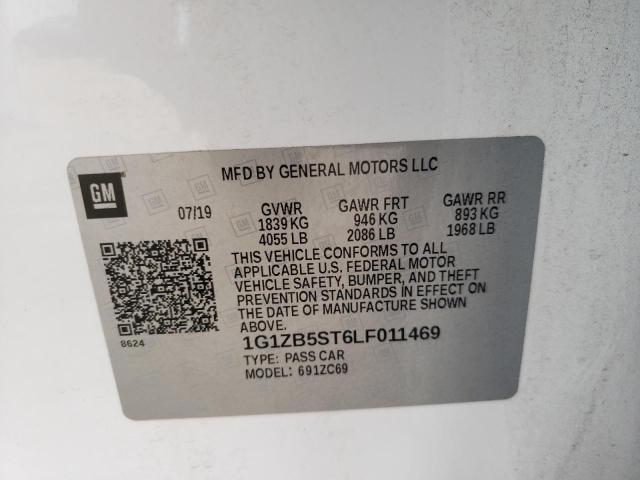 MFD BY GENERAL MOTORS LLC
GM
07/19 GVWR GAWR FRT GAWR RR
1839 KG 946 KG 893 KG
4055 LB 2086 LB 1968 LB
THIS VEHICLE CONFORMS TO ALL
APPLICABLE U.S. FEDERAL MOTOR
VEHICLE SAFETY, BUMPER, AND THEFT
PREVENTION STANDARDS IN EFFECT ON
THE DATE OF MANUFACTURE SHOWN
ABOVE.
8624
1G1ZB5ST6LF011469
TYPE: PASS CAR
MODEL: 691ZC69